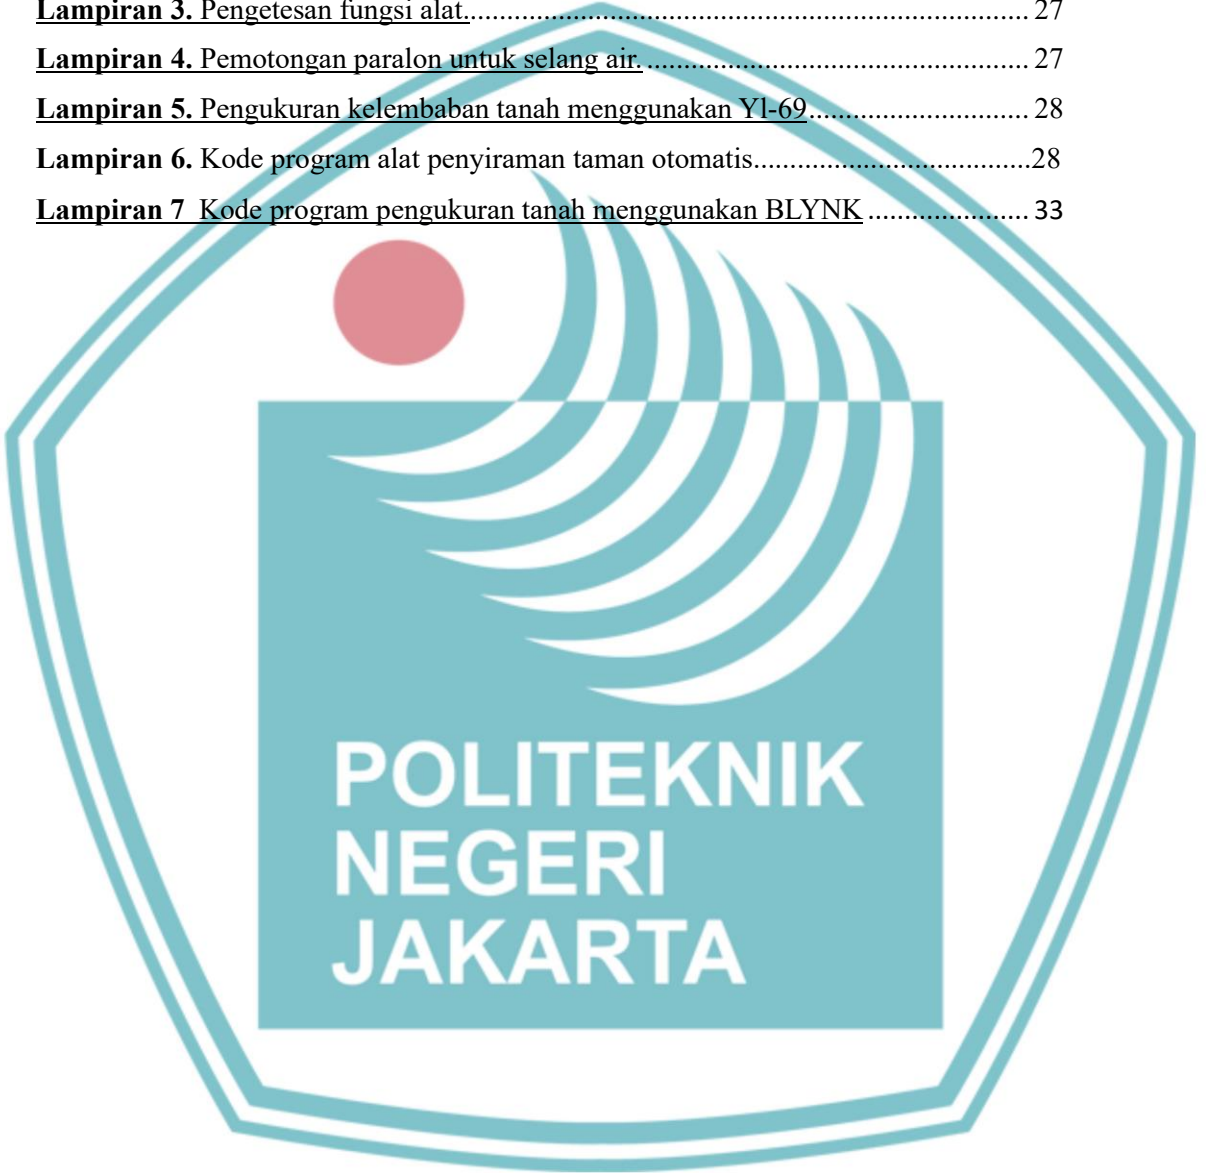 Lampiran 3. Pengetesan fungsi alat......................................................................... 27
Lampiran 4. Pemotongan paralon untuk selang air. .................................................. 27
Lampiran 5. Pengukuran kelembaban tanah menggunakan Yl-69............................. 28
Lampiran 6. Kode program alat penyiraman taman otomatis.....................................28
Lampiran 7 Kode program pengukuran tanah menggunakan BLYNK ..................... 33
POLITEKNIK
NEGERI
JAKARTA